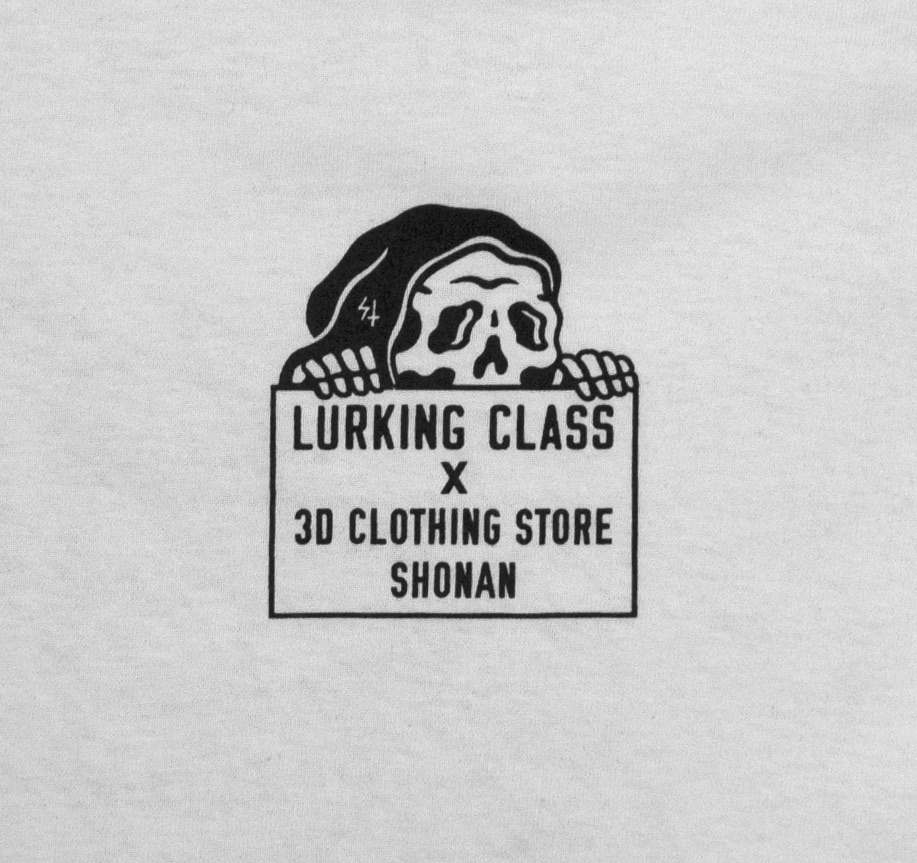 LURKING CLASS
X
3D CLOTHING STORE
SHONAN